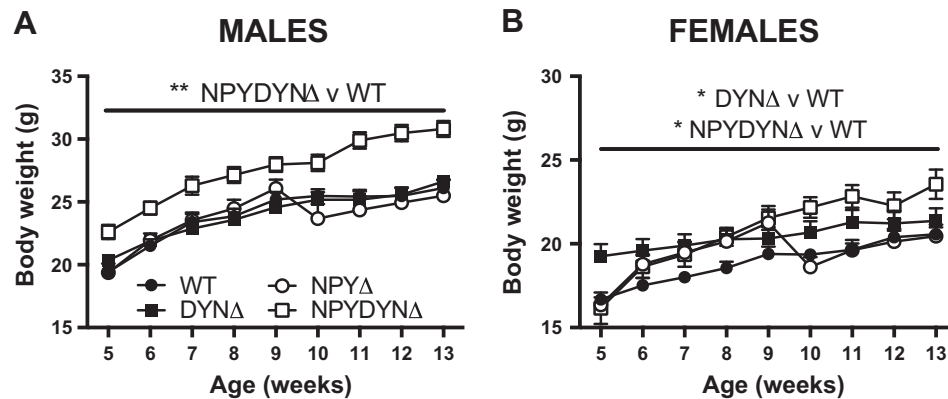 A
MALES
35
30
25
20
15
Body weight (g)
** NPYDYNΔ v WT
WT
NPYΔ
DYNΔ
NPYDYNΔ
5 6 7 8 9 10 11 12 13
Age (weeks)
B
FEMALES
30
25
20
15
Body weight (g)
* DYNΔ v WT
* NPYDYNΔ v WT
5 6 7 8 9 10 11 12 13
Age (weeks)